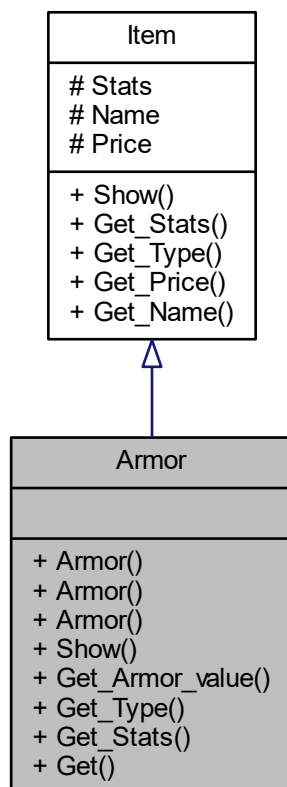 Item
# Stats
# Name
# Price
+ Show()
+ Get_Stats()
+ Get_Type()
+ Get_Price()
+ Get_Name()
Armor
+ Armor()
+ Armor()
+ Armor()
+ Show()
+ Get_Armor_value()
+ Get_Type()
+ Get_Stats()
+ Get()